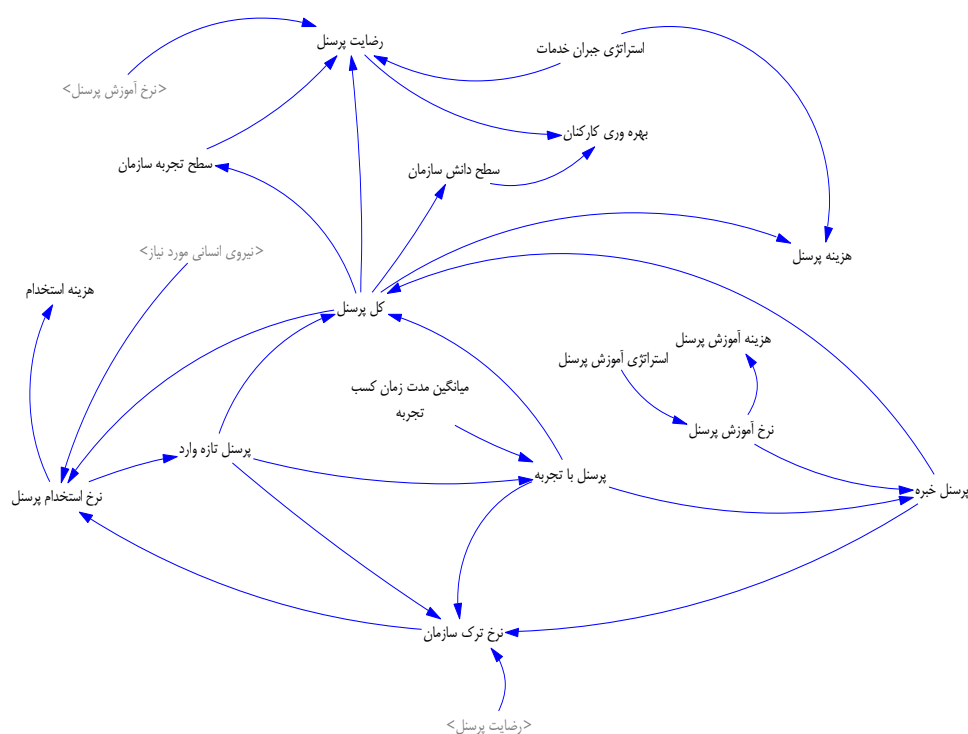 رضایت پرسنل
استراتژی جبران خدمات
<نرخ آموزش پرسنل>
بهره وری کارکنان
سطح تجربه سازمان
سطح دانش سازمان
<نیروی انسانی مورد نیاز>
هزینه پرسنل
هزینه استخدام
کل پرسنل
هزینه آموزش پرسنل
استراتژی آموزش پرسنل
میانگین مدت زمان کسب
تجربه
نرخ آموزش پرسنل
پرسنل تازه وارد
پرسنل با تجربه
پرسنل خبره
نرخ استخدام پرسنل
نرخ ترک سازمان
<رضایت پرسنل>